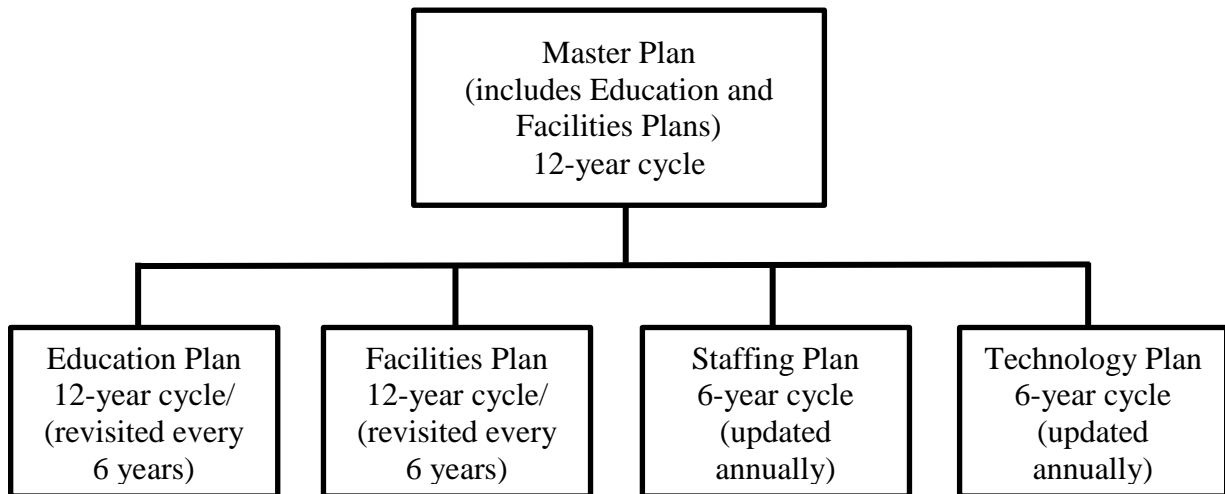 Master Plan
(includes Education and
Facilities Plans)
12-year cycle
Education Plan
12-year cycle/
(revisited every
6 years)
Facilities Plan
12-year cycle/
(revisited every
6 years)
Staffing Plan
6-year cycle
(updated
annually)
Technology Plan
6-year cycle
(updated
annually)